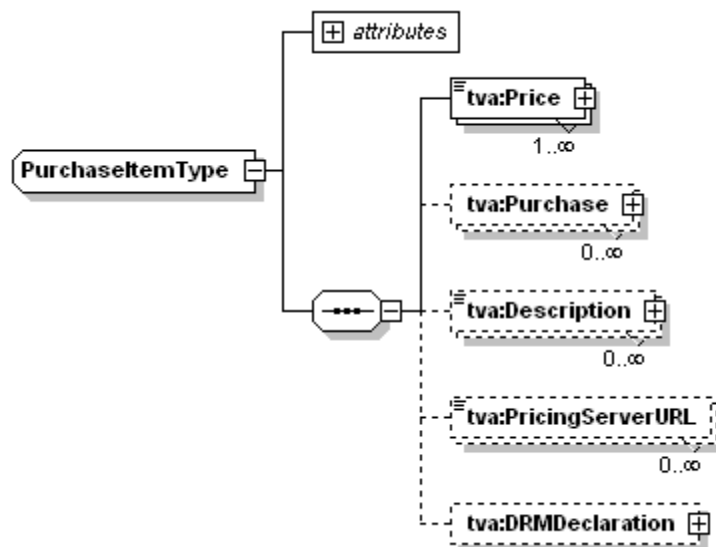 attributes
tva:Price
1..∞
PurchaseItemType
tva:Purchase
0..∞
tva:Description
0..∞
tva:PricingServerURL
0..∞
tva:DRMDeclaration